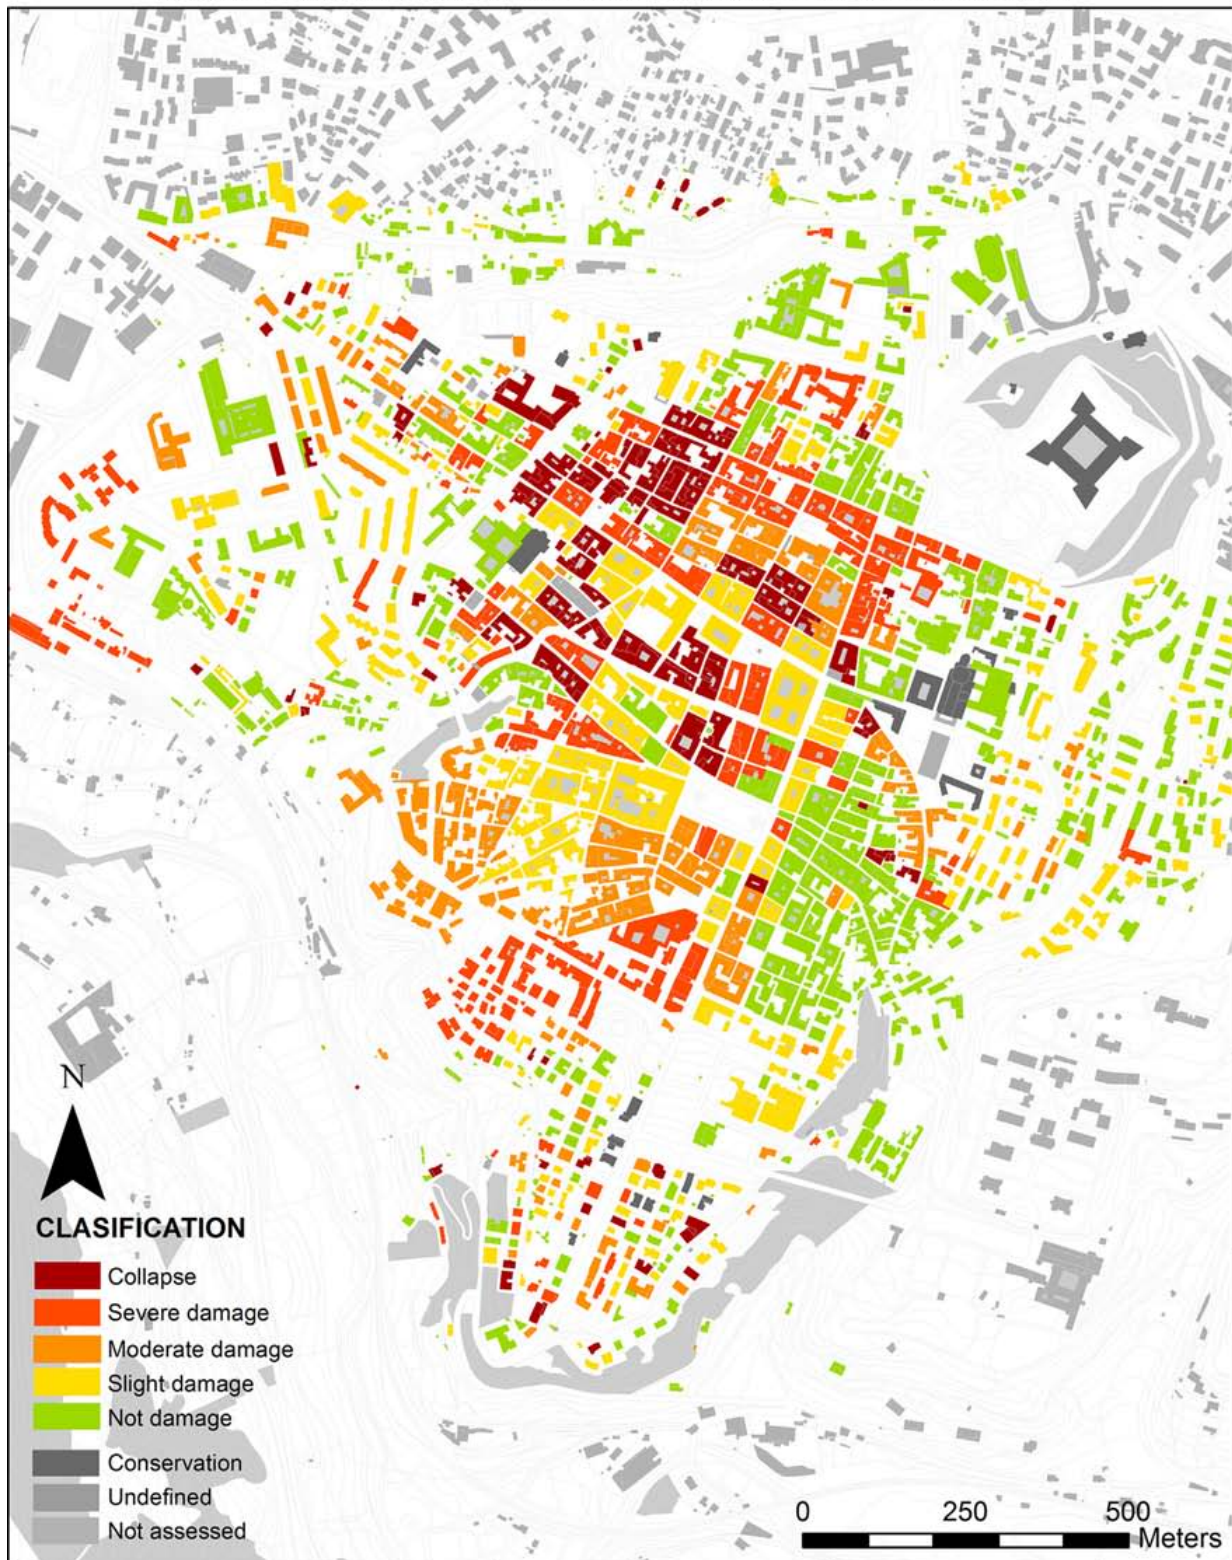 N
CLASIFICATION
Collapse
Severe damage
Moderate damage
Slight damage
Not damage
Conservation
Undefined
Not assessed
0 250 500
Meters